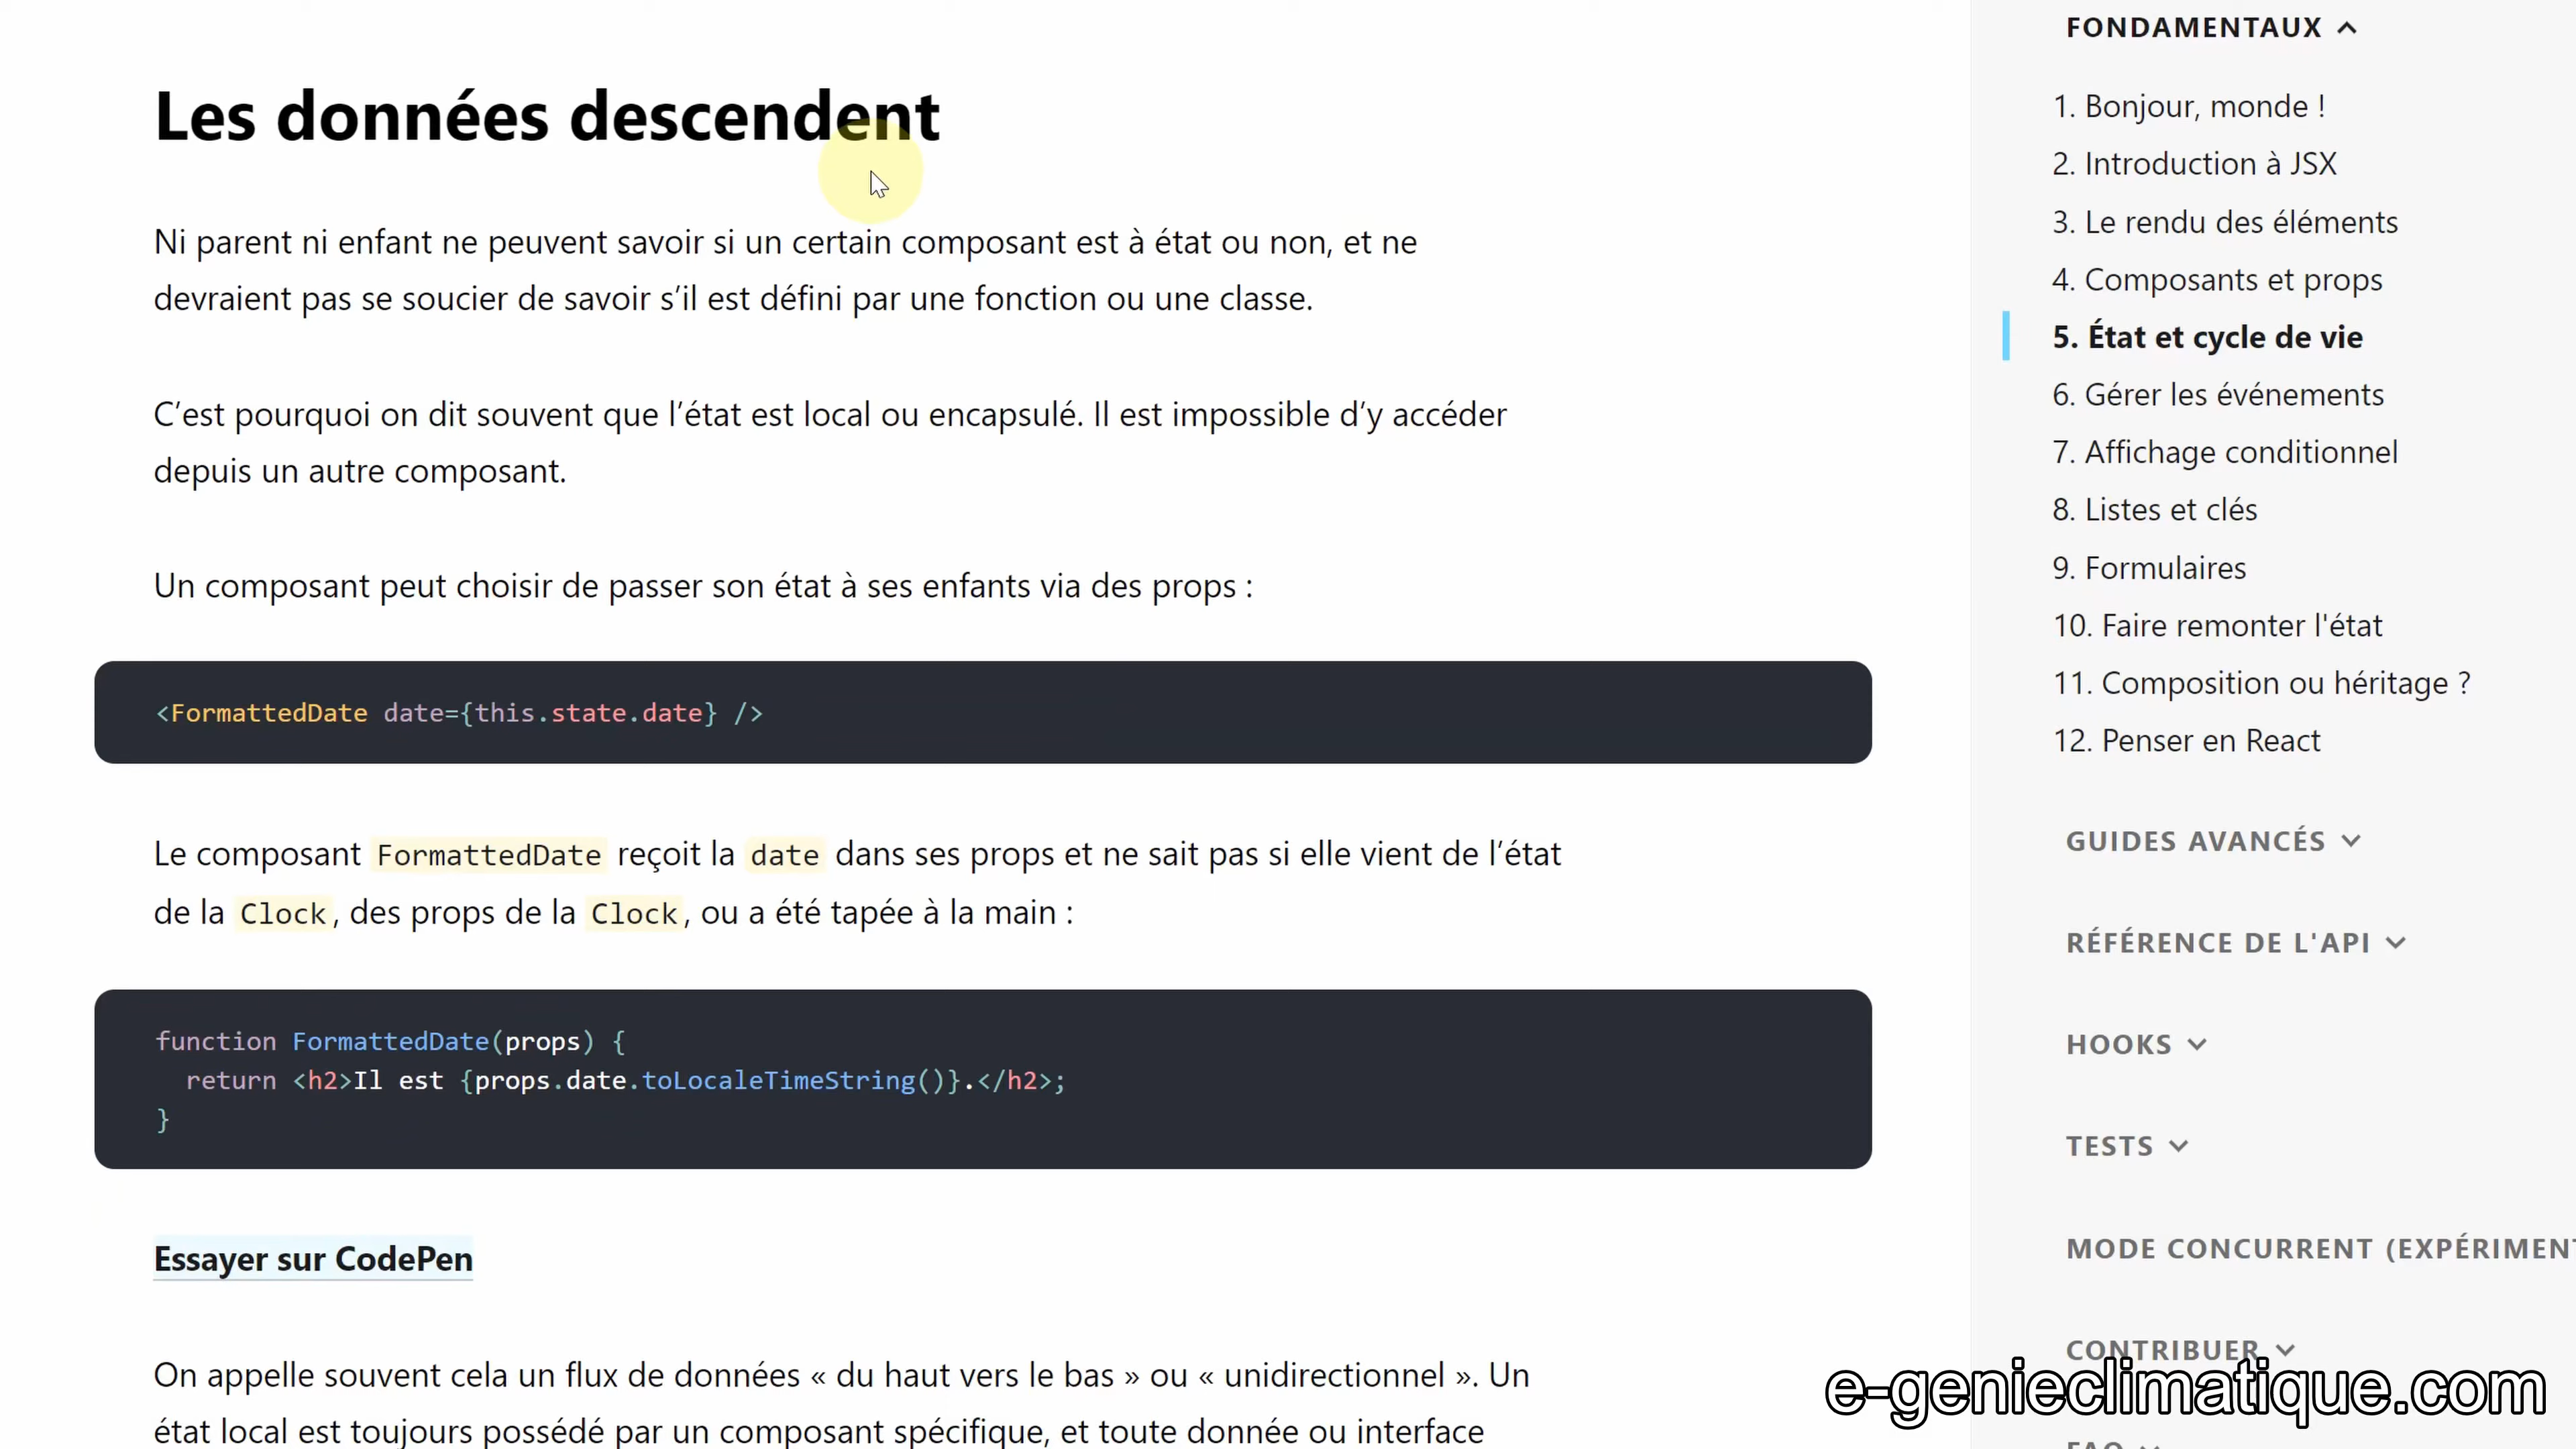 Les données descendent
Ni parent ni enfant ne peuvent savoir si un certain composant est à état ou non, et ne
devraient pas se soucier de savoir s’il est défini par une fonction ou une classe.
C’est pourquoi on dit souvent que l’état est local ou encapsulé. Il est impossible d’y accéder
depuis un autre composant.
Un composant peut choisir de passer son état à ses enfants via des props :
<FormattedDate date={this.state.date} />
Le composant FormattedDate reçoit la date dans ses props et ne sait pas si elle vient de l’état
de la Clock, des props de la Clock, ou a été tapée à la main :
function FormattedDate(props) {
  return <h2>Il est {props.date.toLocaleTimeString()}.</h2>;
}
Essayer sur CodePen
On appelle souvent cela un flux de données « du haut vers le bas » ou « unidirectionnel ». Un
état local est toujours possédé par un composant spécifique, et toute donnée ou interface
FONDAMENTAUX
1. Bonjour, monde !
2. Introduction à JSX
3. Le rendu des éléments
4. Composants et props
5. État et cycle de vie
6. Gérer les événements
7. Affichage conditionnel
8. Listes et clés
9. Formulaires
10. Faire remonter l'état
11. Composition ou héritage ?
12. Penser en React
GUIDES AVANCÉS
RÉFÉRENCE DE L'API
HOOKS
TESTS
MODE CONCURRENT (EXPÉRIMENT
CONTRIBUER
FAQ
e-genieclimatique.com